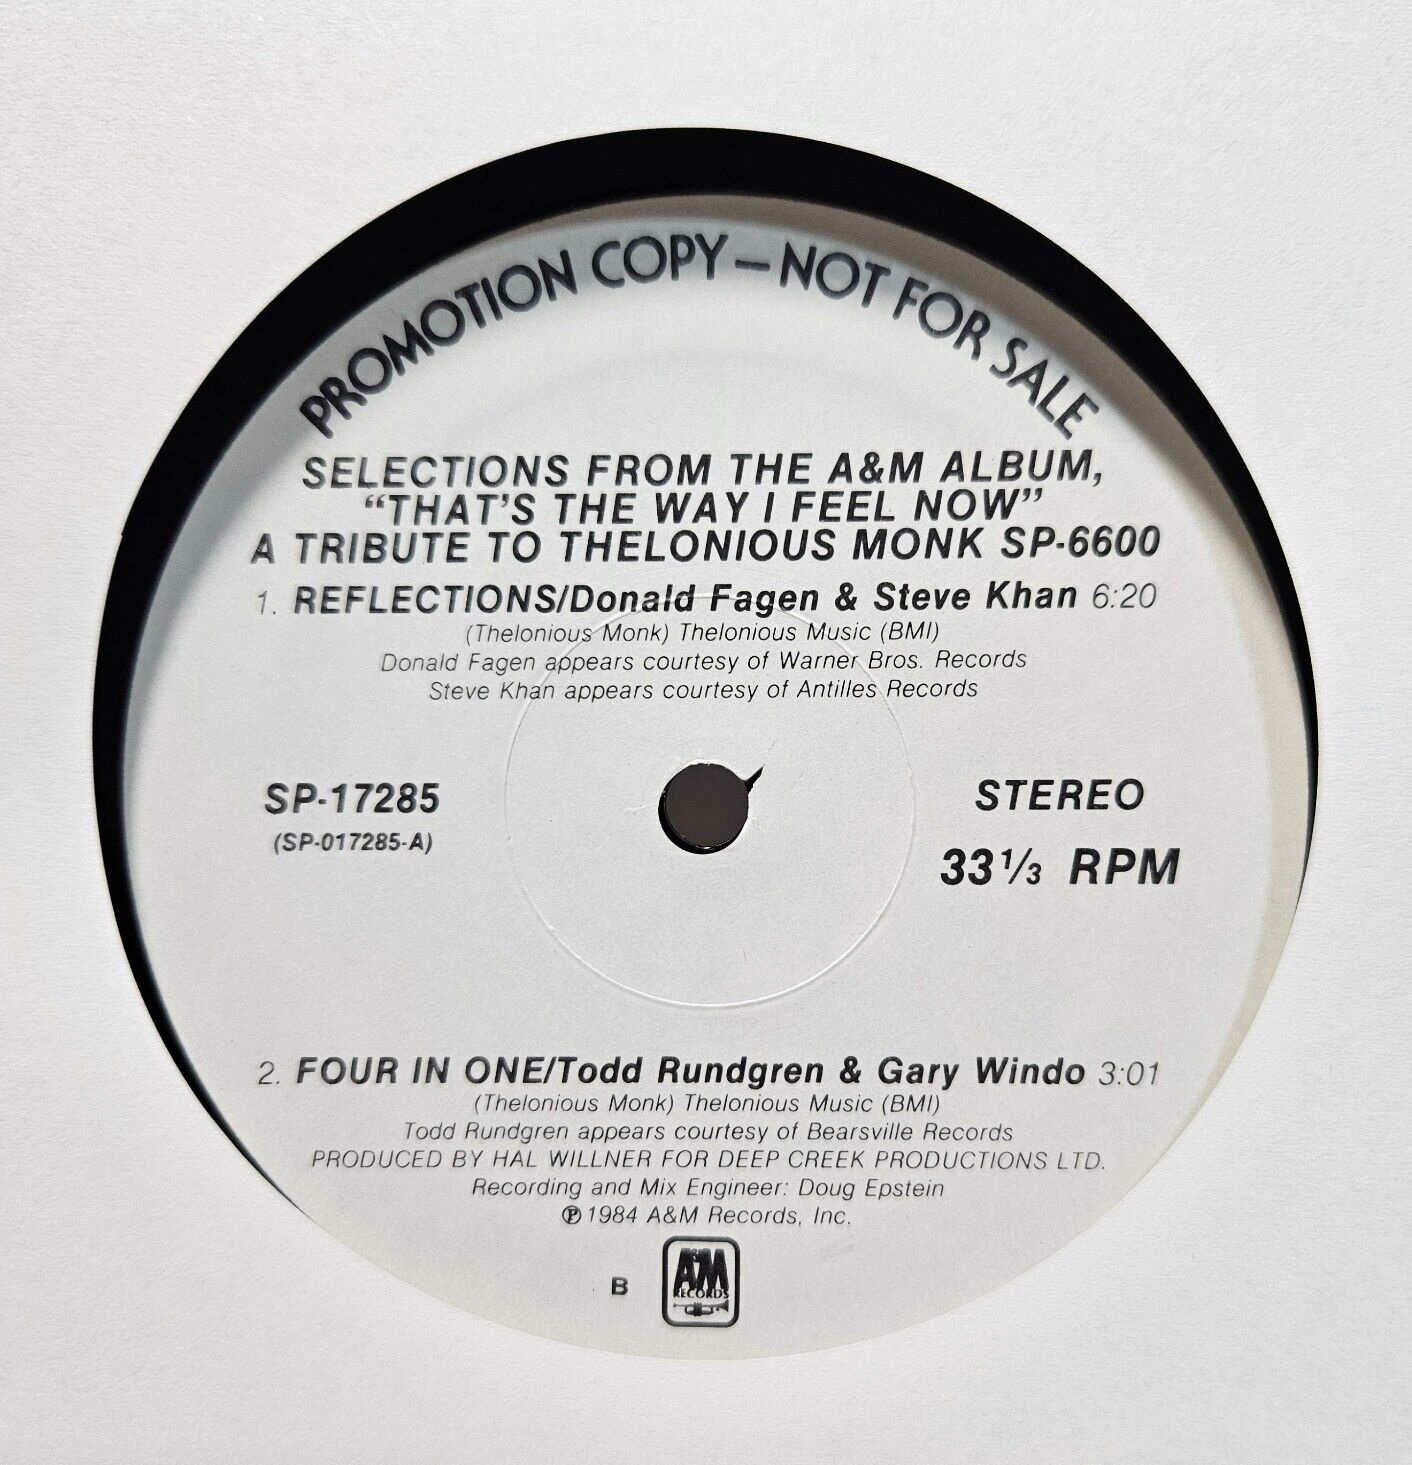 PROMOTION COPY — NOT FOR SALE
SELECTIONS FROM THE A&M ALBUM,
"THAT'S THE WAY I FEEL NOW"
A TRIBUTE TO THELONIOUS MONK SP-6600
1. REFLECTIONS/Donald Fagen & Steve Khan 6:20
(Thelonious Monk) Thelonious Music (BMI)
Donald Fagen appears courtesy of Warner Bros. Records
Steve Khan appears courtesy of Antilles Records
SP-17285
(SP-017285-A)
STEREO
33 1/3 RPM
2. FOUR IN ONE/Todd Rundgren & Gary Windo 3:01
(Thelonious Monk) Thelonious Music (BMI)
Todd Rundgren appears courtesy of Bearsville Records
PRODUCED BY HAL WILLNER FOR DEEP CREEK PRODUCTIONS LTD.
Recording and Mix Engineer: Doug Epstein
℗ 1984 A&M Records, Inc.
B
A&M
RECORDS